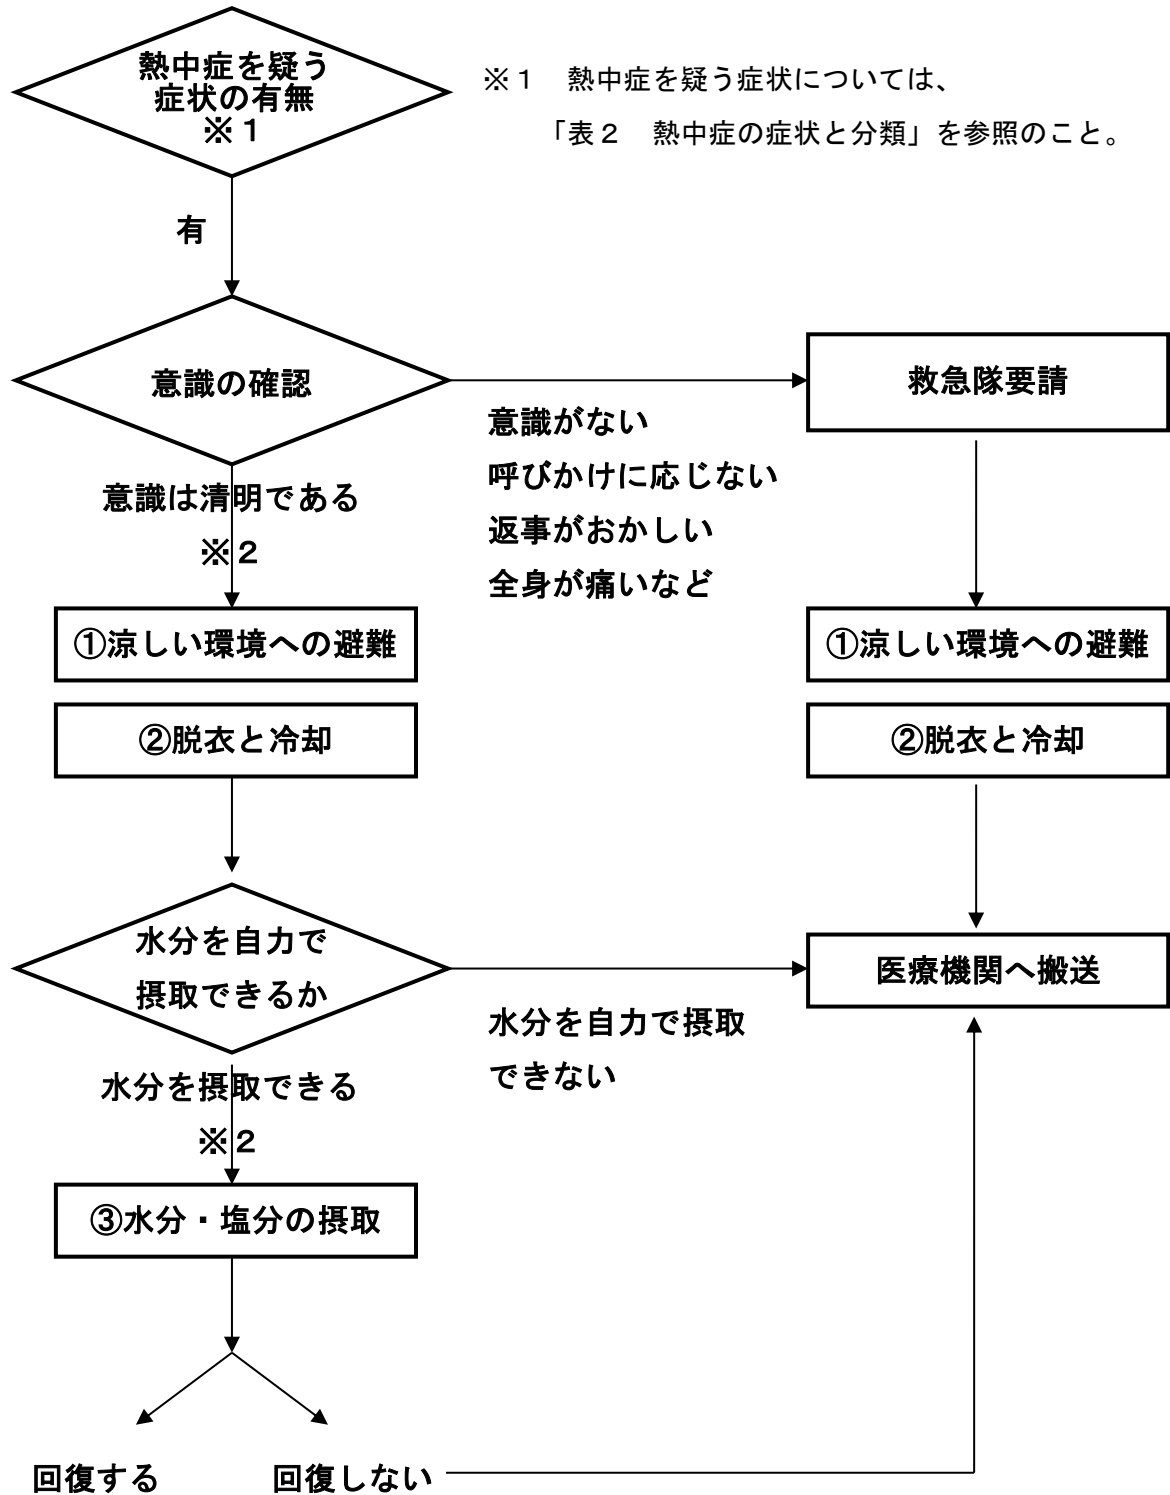 熱中症を疑う
症状の有無
※１
※１　熱中症を疑う症状については、
「表２　熱中症の症状と分類」を参照のこと。
有
意識の確認
救急隊要請
意識がない
呼びかけに応じない
返事がおかしい
全身が痛いなど
意識は清明である
※２
①涼しい環境への避難
①涼しい環境への避難
②脱衣と冷却
②脱衣と冷却
水分を自力で
摂取できるか
医療機関へ搬送
水分を自力で摂取
できない
水分を摂取できる
※２
③水分・塩分の摂取
回復する
回復しない